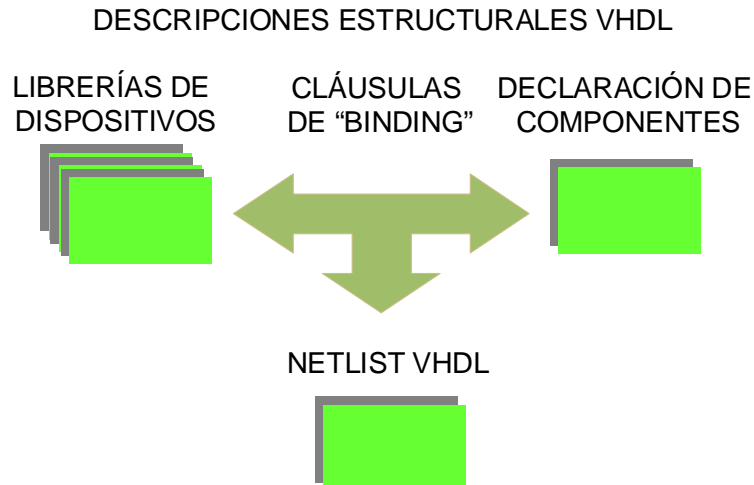 DESCRIPCIONES ESTRUCTURALES VHDL
LIBRERÍAS DE
DISPOSITIVOS
CLÁUSULAS
DE “BINDING”
DECLARACIÓN DE
COMPONENTES
NETLIST VHDL